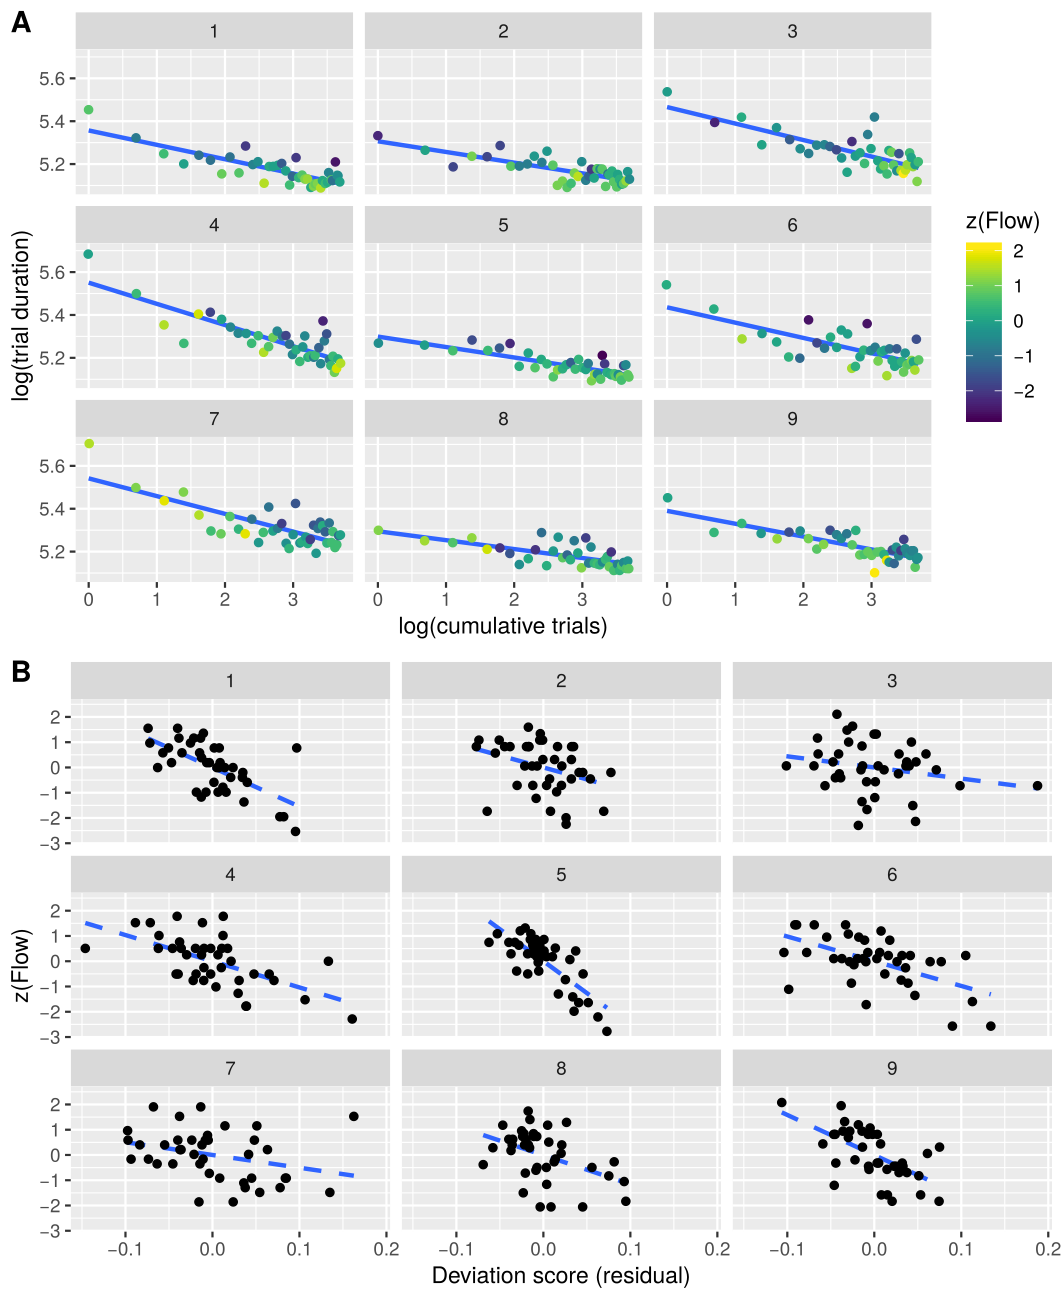 A
1 2 3
5.6
5.4
5.2
4 5 6
5.6
5.4
5.2
7 8 9
5.6
5.4
5.2
0 1 2 3 0 1 2 3 0 1 2 3
log(cumulative trials)
log(trial duration)
z(Flow)
2
1
0
−1
−2
B
1 2 3
2
1
0
−1
−2
−3
4 5 6
2
1
0
−1
−2
−3
7 8 9
2
1
0
−1
−2
−3
−0.1 0.0 0.1 0.2 −0.1 0.0 0.1 0.2 −0.1 0.0 0.1 0.2
Deviation score (residual)
z(Flow)